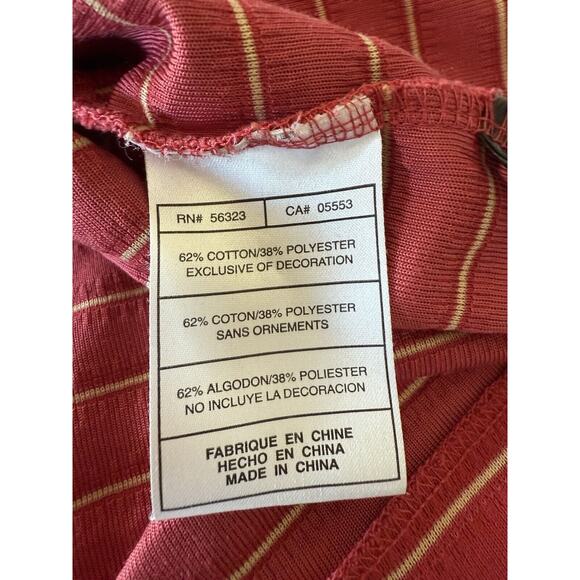 RN# 56323 CA# 05553
62% COTTON/38% POLYESTER
EXCLUSIVE OF DECORATION
62% COTON/38% POLYESTER
SANS ORNEMENTS
62% ALGODON/38% POLIESTER
NO INCLUYE LA DECORACION
FABRIQUE EN CHINE
HECHO EN CHINA
MADE IN CHINA